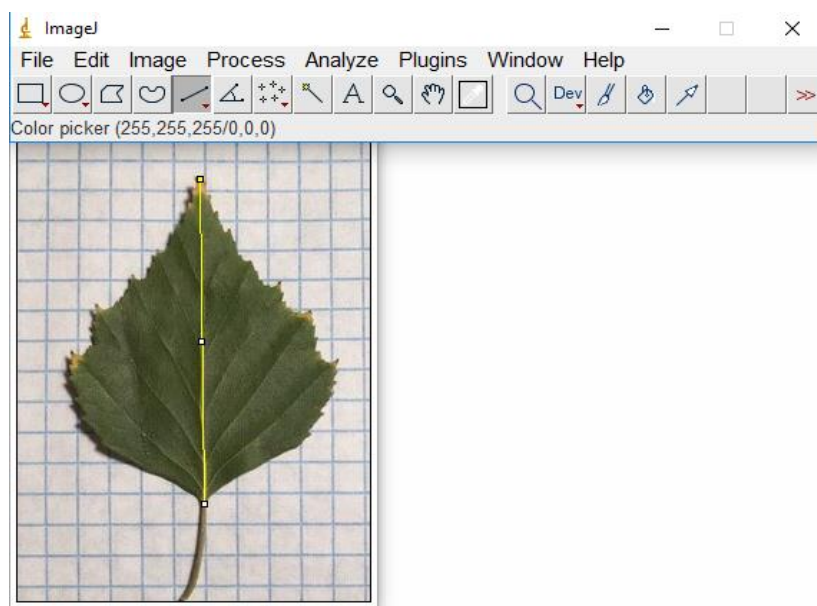 ImageJ
File Edit Image Process Analyze Plugins Window Help
A Dev >>
Color picker (255,255,255/0,0,0)